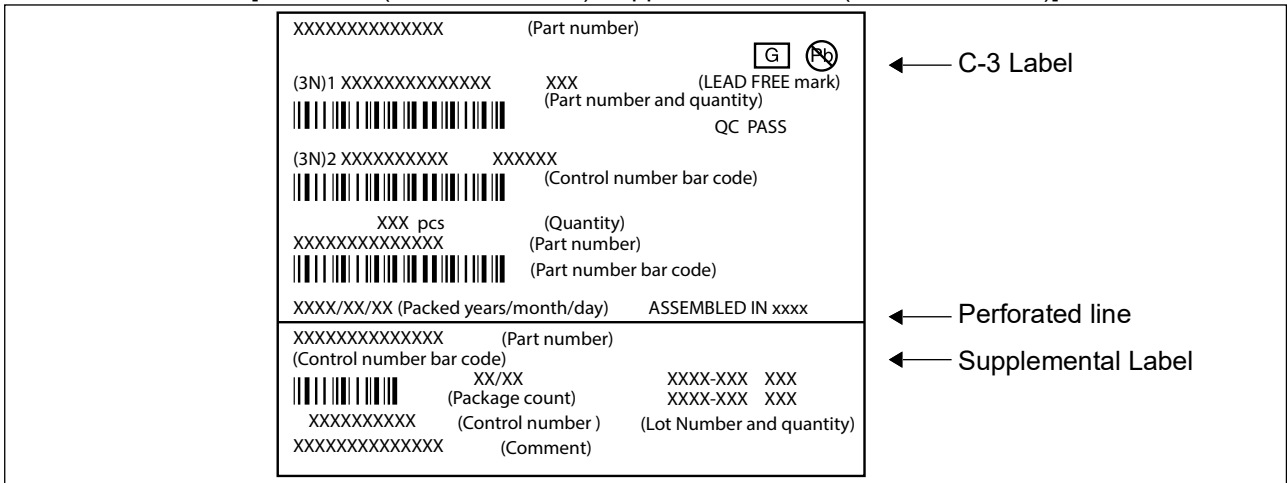 XXXXXXXXXXXXXX (Part number)
G Pb
(3N)1 XXXXXXXXXXXXXX XXX (LEAD FREE mark)
(Part number and quantity)
QC PASS
(3N)2 XXXXXXXXXX XXXXXX
(Control number bar code)
XXX pcs (Quantity)
XXXXXXXXXXXXXX (Part number)
(Part number bar code)
XXXX/XX/XX (Packed years/month/day) ASSEMBLED IN xxxx
XXXXXXXXXXXXXX (Part number)
(Control number bar code)
XX/XX XXXX-XXX XXX
(Package count) XXXX-XXX XXX
XXXXXXXXXX (Control number ) (Lot Number and quantity)
XXXXXXXXXXXXXX (Comment)
C-3 Label
Perforated line
Supplemental Label